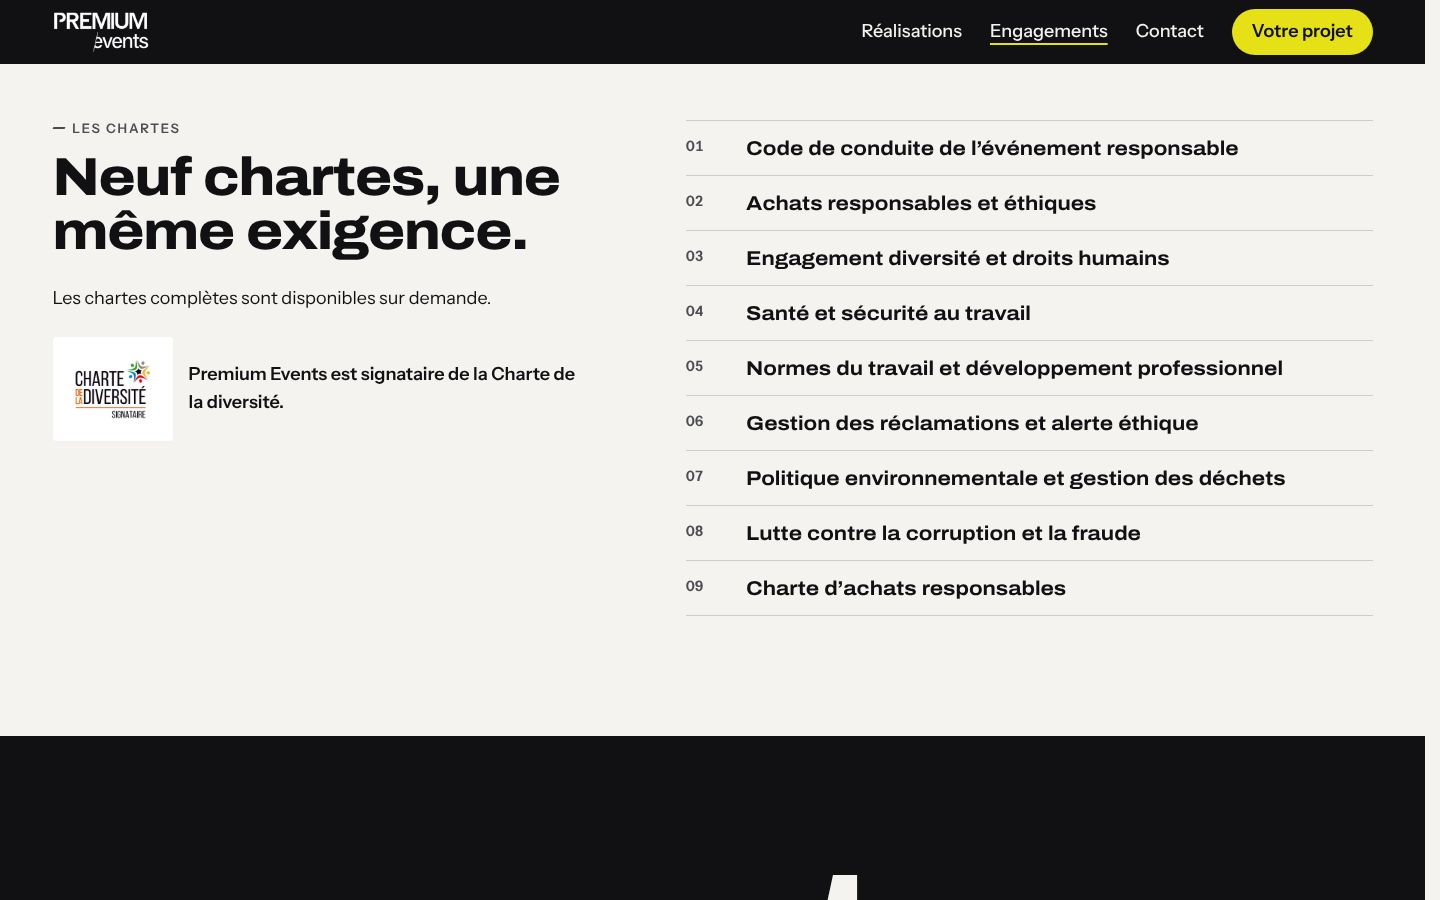 PREMIUM
events
Réalisations
Engagements
Contact
Votre projet
— LES CHARTES
Neuf chartes, une
même exigence.
Les chartes complètes sont disponibles sur demande.
CHARTE
DE LA DIVERSITÉ
SIGNATAIRE
Premium Events est signataire de la Charte de
la diversité.
01 Code de conduite de l’événement responsable
02 Achats responsables et éthiques
03 Engagement diversité et droits humains
04 Santé et sécurité au travail
05 Normes du travail et développement professionnel
06 Gestion des réclamations et alerte éthique
07 Politique environnementale et gestion des déchets
08 Lutte contre la corruption et la fraude
09 Charte d’achats responsables